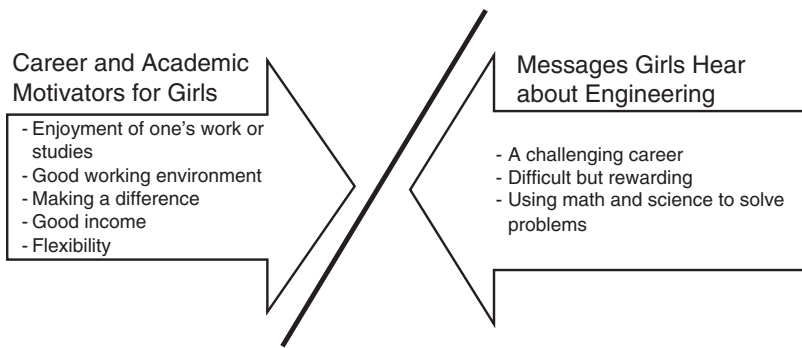 Career and Academic
Motivators for Girls
- Enjoyment of one's work or
studies
- Good working environment
- Making a difference
- Good income
- Flexibility
Messages Girls Hear
about Engineering
- A challenging career
- Difficult but rewarding
- Using math and science to solve
problems